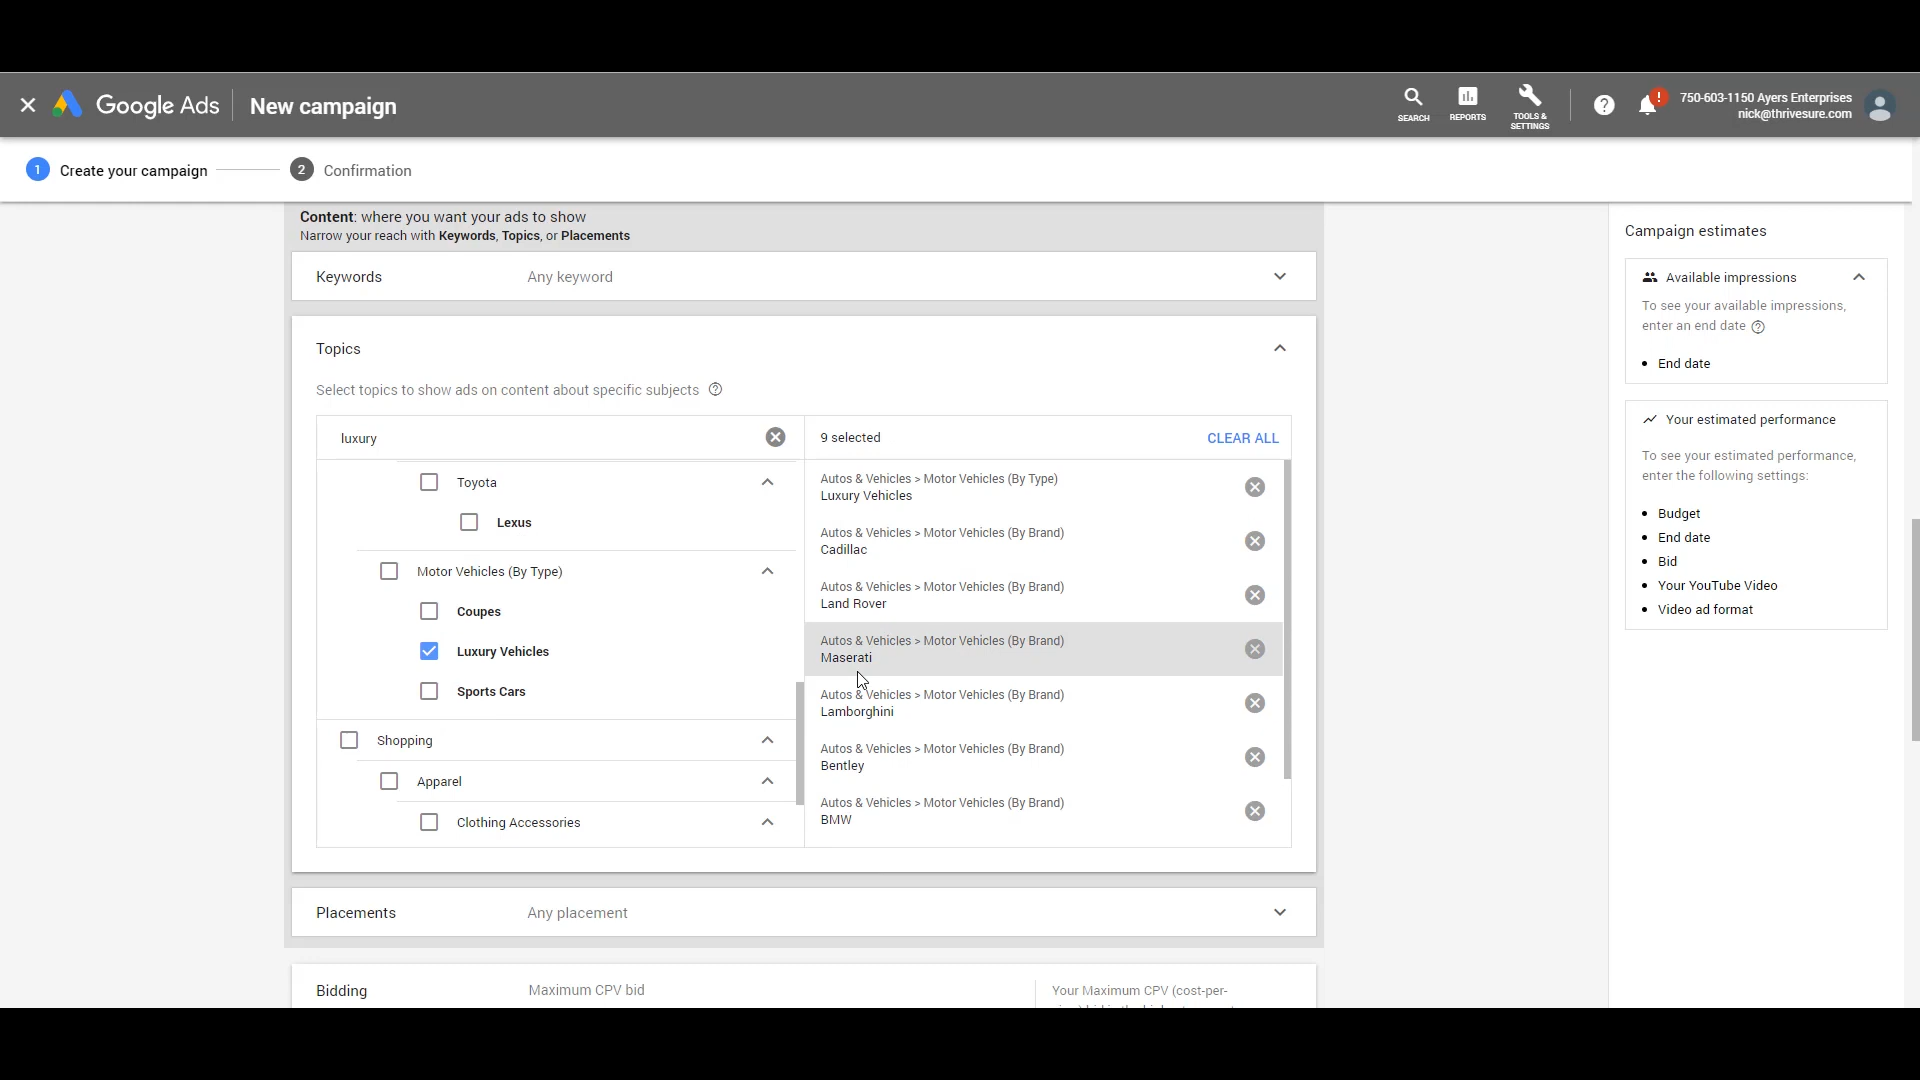 Google Ads
New campaign
SEARCH
REPORTS
TOOLS &
SETTINGS
!
750-603-1150 Ayers Enterprises
nick@thrivesure.com
1 Create your campaign
2 Confirmation
Content: where you want your ads to show
Narrow your reach with Keywords, Topics, or Placements
Keywords Any keyword
Topics
Select topics to show ads on content about specific subjects
luxury
Toyota
Lexus
Motor Vehicles (By Type)
Coupes
Luxury Vehicles
Sports Cars
Shopping
Apparel
Clothing Accessories
9 selected CLEAR ALL
Autos & Vehicles > Motor Vehicles (By Type)
Luxury Vehicles
Autos & Vehicles > Motor Vehicles (By Brand)
Cadillac
Autos & Vehicles > Motor Vehicles (By Brand)
Land Rover
Autos & Vehicles > Motor Vehicles (By Brand)
Maserati
Autos & Vehicles > Motor Vehicles (By Brand)
Lamborghini
Autos & Vehicles > Motor Vehicles (By Brand)
Bentley
Autos & Vehicles > Motor Vehicles (By Brand)
BMW
Placements Any placement
Bidding Maximum CPV bid
Your Maximum CPV (cost-per-
Campaign estimates
Available impressions
To see your available impressions,
enter an end date
• End date
Your estimated performance
To see your estimated performance,
enter the following settings:
• Budget
• End date
• Bid
• Your YouTube Video
• Video ad format